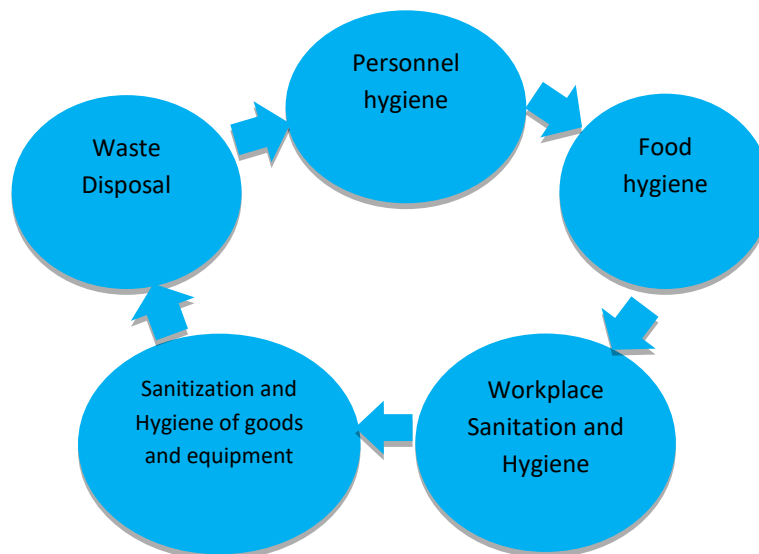 Personnel
hygiene
Food
hygiene
Workplace
Sanitation and
Hygiene
Sanitization and
Hygiene of goods
and equipment
Waste
Disposal